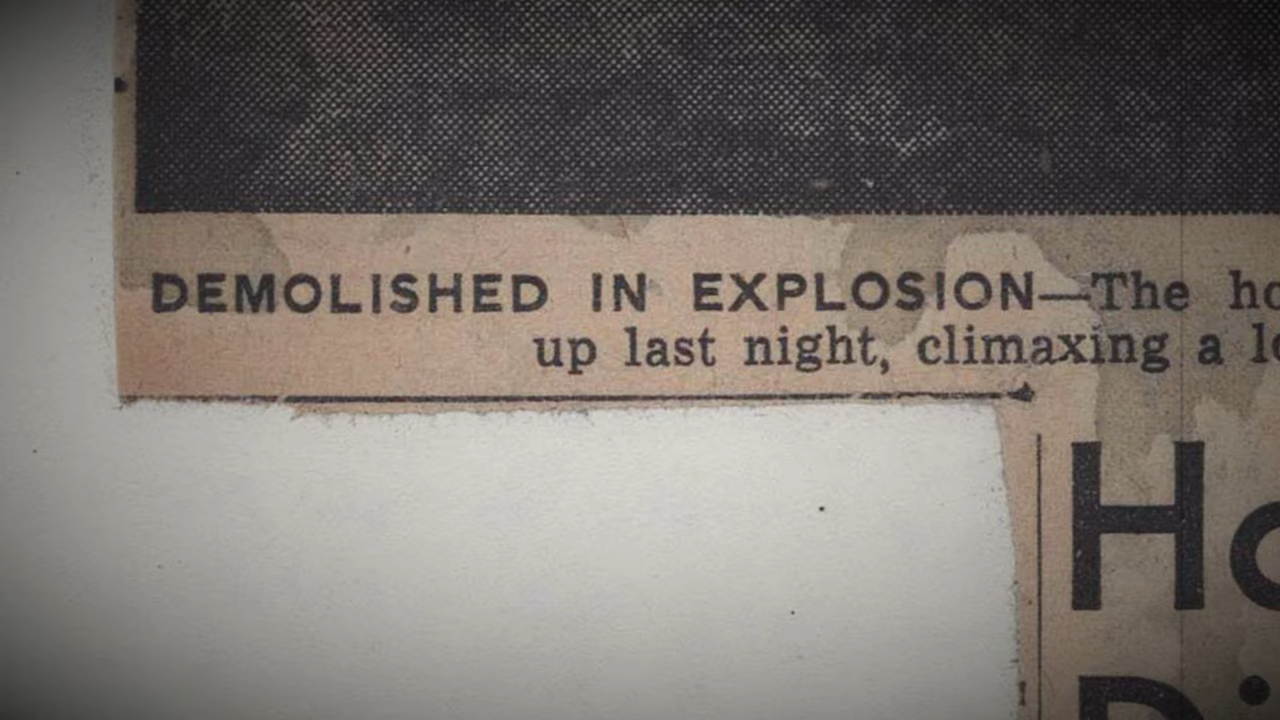 DEMOLISHED IN EXPLOSION—The
up last night, climaxing a